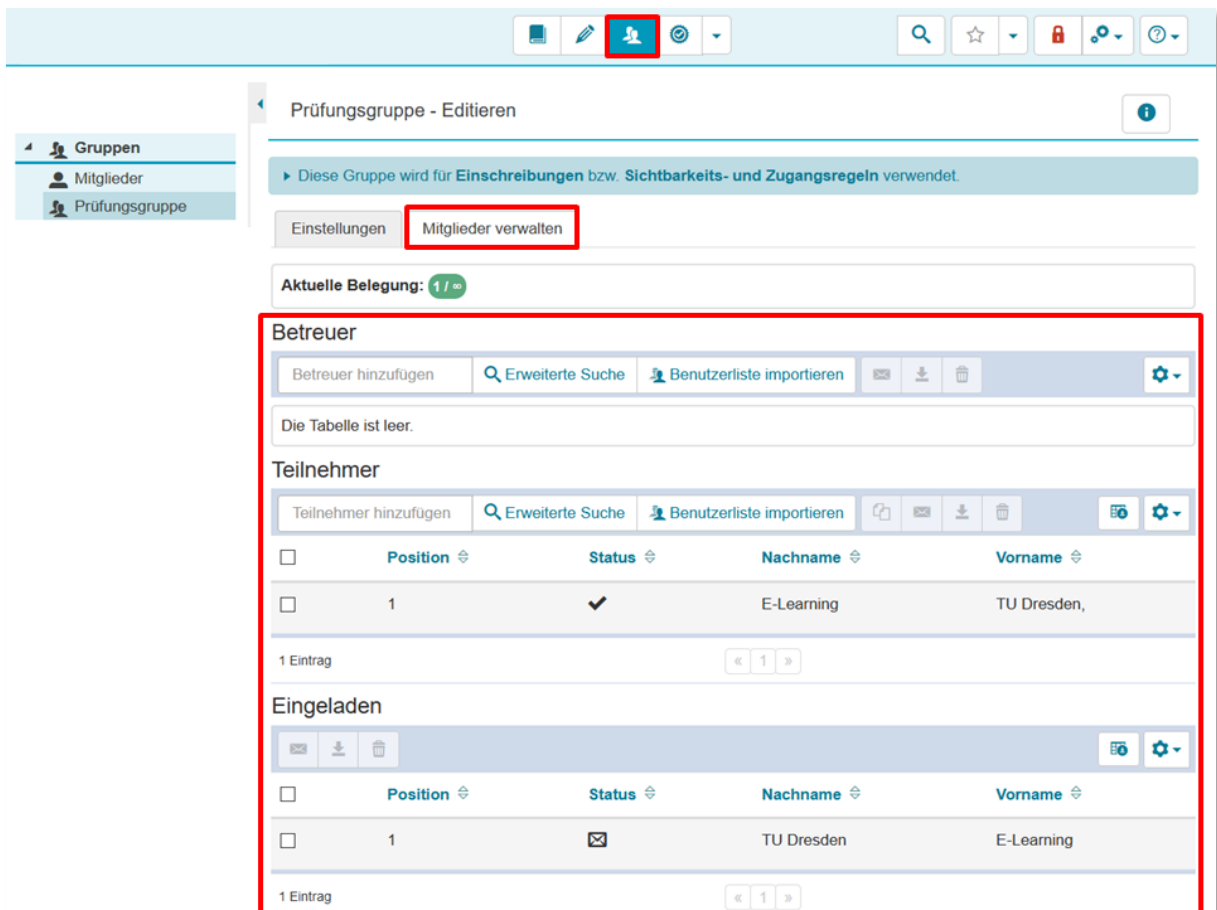 Prüfungsgruppe - Editieren
Gruppen
Mitglieder
Prüfungsgruppe
Diese Gruppe wird für Einschreibungen bzw. Sichtbarkeits- und Zugangsregeln verwendet.
Einstellungen Mitglieder verwalten
Aktuelle Belegung: 1 / ∞
Betreuer
Betreuer hinzufügen Erweiterte Suche Benutzerliste importieren
Die Tabelle ist leer.
Teilnehmer
Teilnehmer hinzufügen Erweiterte Suche Benutzerliste importieren
Position Status Nachname Vorname
1 E-Learning TU Dresden,
1 Eintrag « 1 »
Eingeladen
Position Status Nachname Vorname
1 TU Dresden E-Learning
1 Eintrag « 1 »